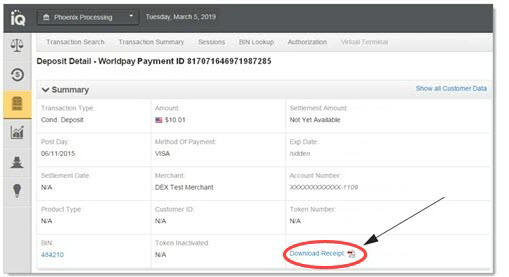 iQ
Phoenix Processing
Tuesday, March 5, 2019
Transaction Search Transaction Summary Sessions BIN Lookup Authorization Virtual Terminal
Deposit Detail - Worldpay Payment ID 817071646971987285
Summary Show all Customer Data
Transaction Type: Amount: Settlement Amount:
Cond. Deposit $10.01 Not Yet Available
Post Day: Method Of Payment: Exp Date:
06/11/2015 VISA hidden
Settlement Date: Merchant: Account Number:
N/A DEX Test Merchant XXXXXXXXXXXX-1109
Product Type: Customer ID: Token Number:
N/A N/A N/A
BIN: Token Inactivated Download Receipt
484210 N/A